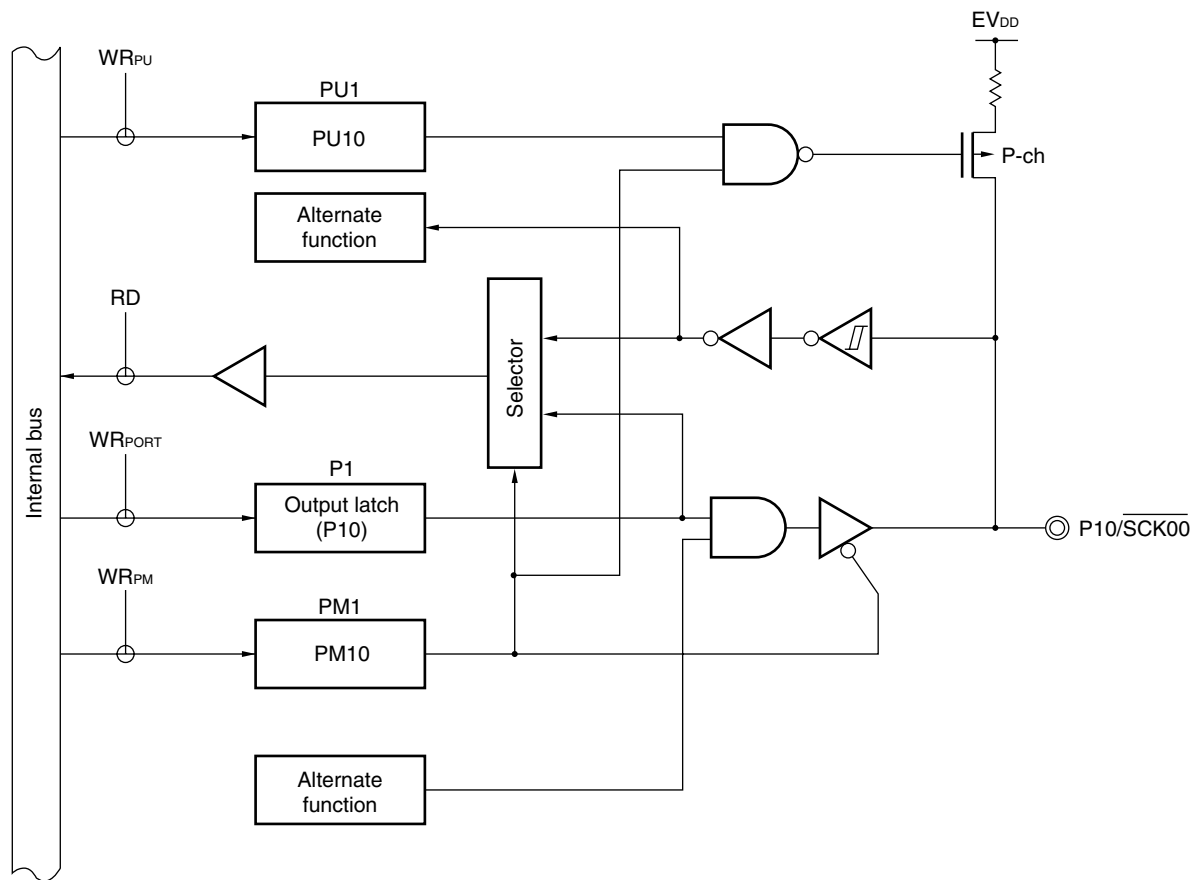 EVDD
WRPU
PU1
PU10
P-ch
Alternate
function
RD
Selector
Internal bus
WRPORT
P1
Output latch
(P10)
P10/SCK00
WRPM
PM1
PM10
Alternate
function